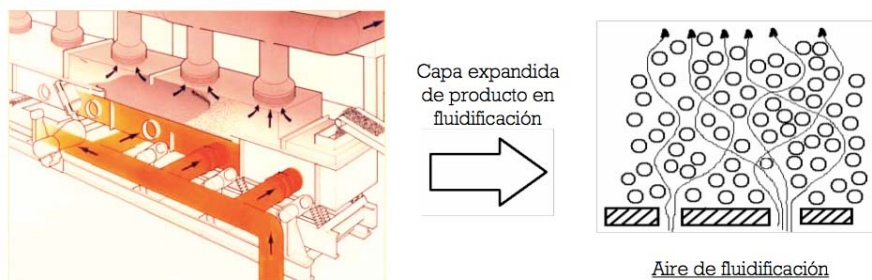 Capa expandida
de producto en
fluidificación
Aire de fluidificación